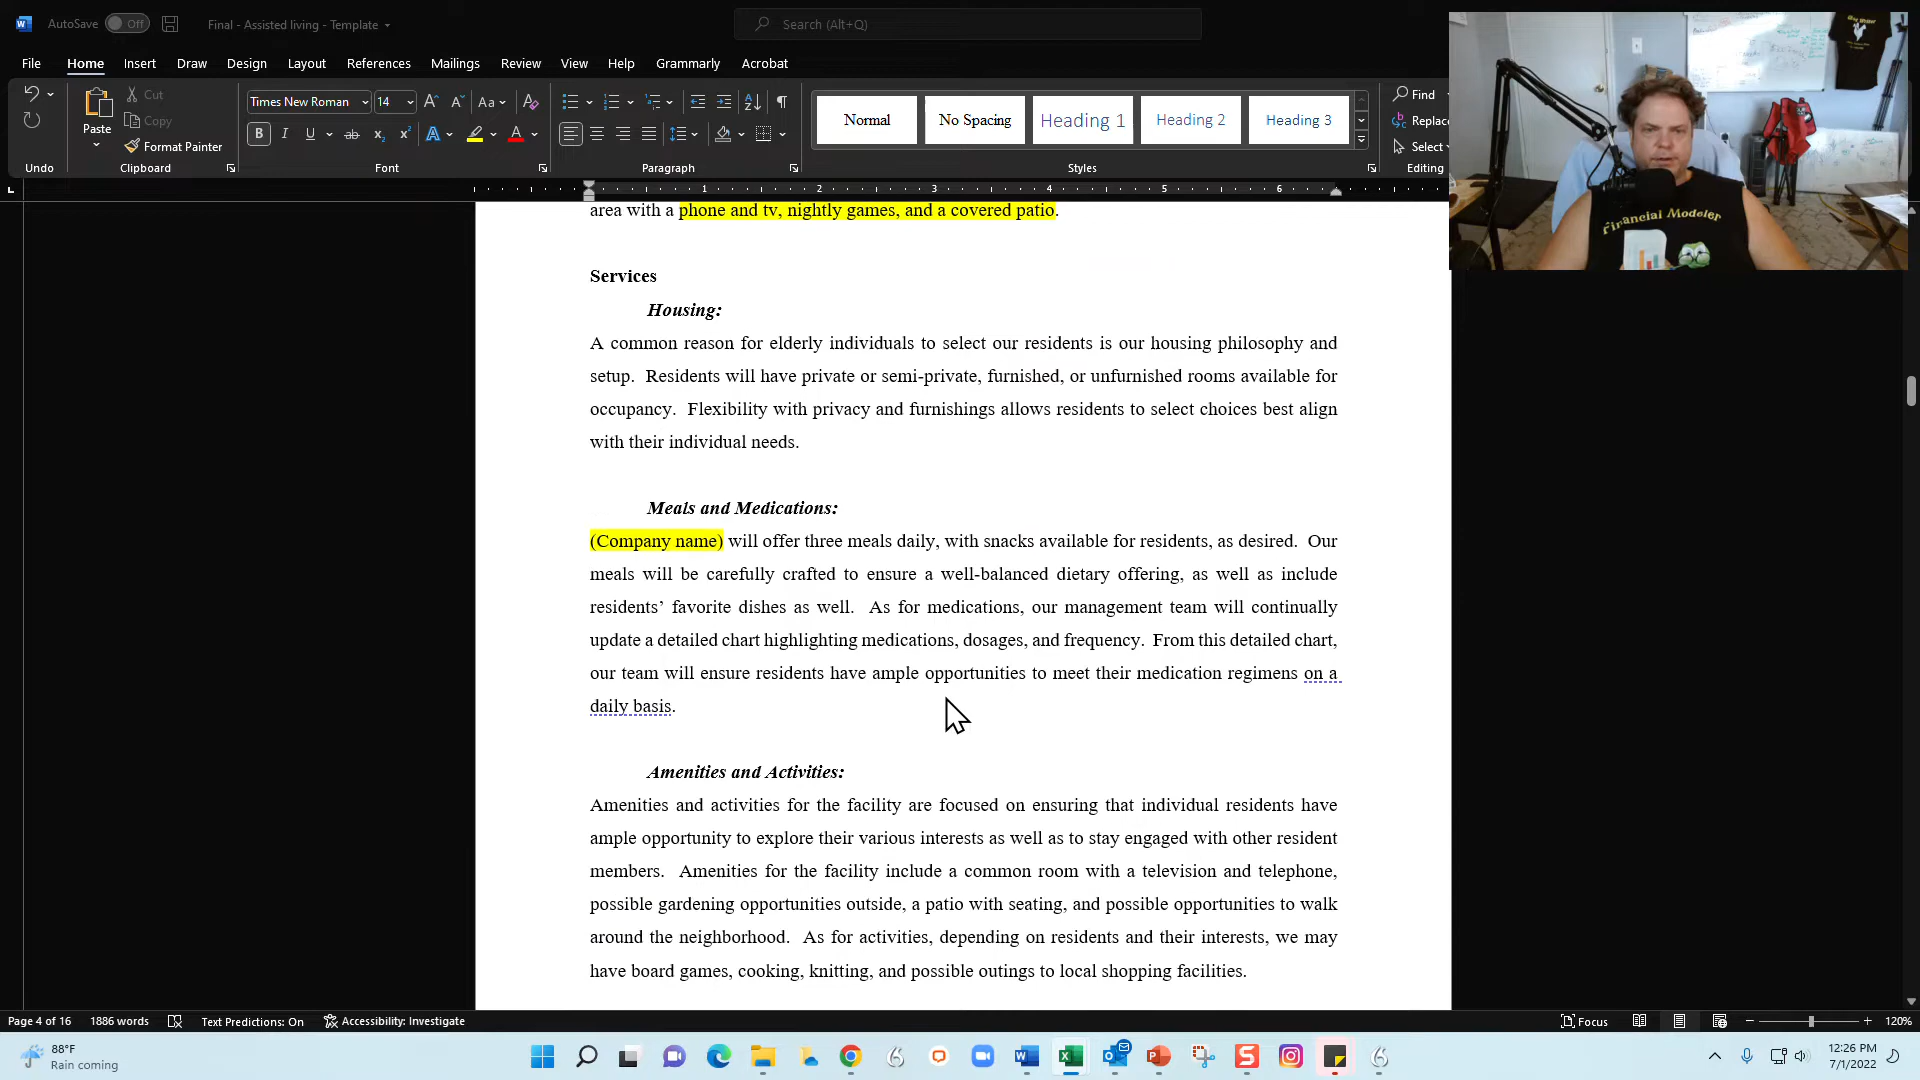 AutoSave Off Final - Assisted living - Template Search (Alt+Q)
File Home Insert Draw Design Layout References Mailings Review View Help Grammarly Acrobat
Times New Roman 14 Aa
Cut
Copy
Paste
Format Painter
Normal No Spacing Heading 1 Heading 2 Heading 3
Find
Replace
Select
Undo Clipboard Font Paragraph Styles Editing
1 2 3 4 5 6
Financial Modeler
area with a phone and tv, nightly games, and a covered patio.
Services
Housing:
A common reason for elderly individuals to select our residents is our housing philosophy and
setup. Residents will have private or semi-private, furnished, or unfurnished rooms available for
occupancy. Flexibility with privacy and furnishings allows residents to select choices best align
with their individual needs.
Meals and Medications:
(Company name) will offer three meals daily, with snacks available for residents, as desired. Our
meals will be carefully crafted to ensure a well-balanced dietary offering, as well as include
residents’ favorite dishes as well. As for medications, our management team will continually
update a detailed chart highlighting medications, dosages, and frequency. From this detailed chart,
our team will ensure residents have ample opportunities to meet their medication regimens on a
daily basis.
Amenities and Activities:
Amenities and activities for the facility are focused on ensuring that individual residents have
ample opportunity to explore their various interests as well as to stay engaged with other resident
members. Amenities for the facility include a common room with a television and telephone,
possible gardening opportunities outside, a patio with seating, and possible opportunities to walk
around the neighborhood. As for activities, depending on residents and their interests, we may
have board games, cooking, knitting, and possible outings to local shopping facilities.
Page 4 of 16 1886 words Text Predictions: On Accessibility: Investigate Focus 120%
88°F
Rain coming
12:26 PM
7/1/2022